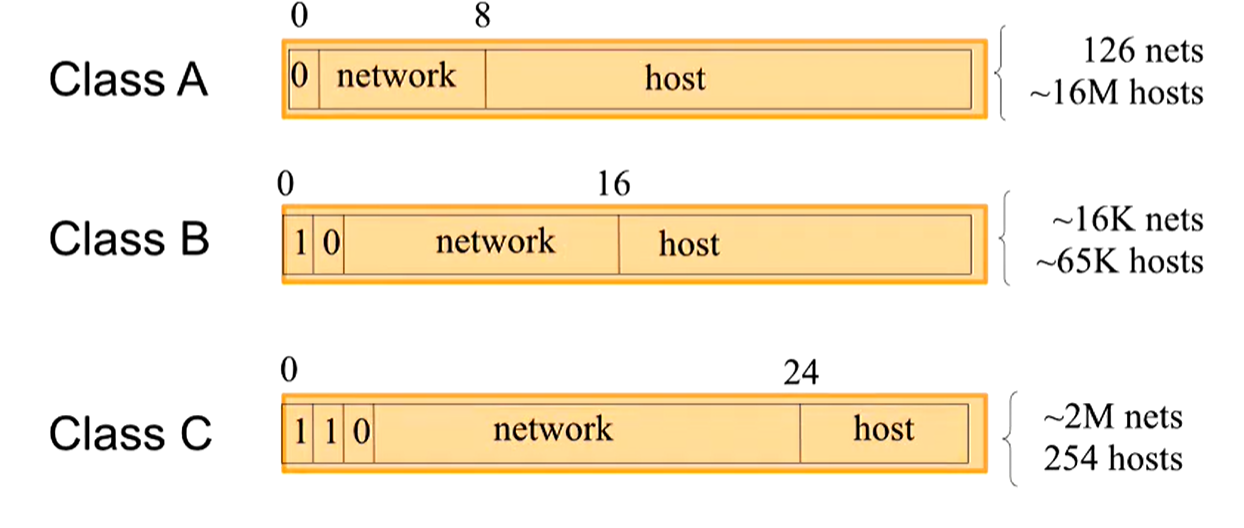 0 8
Class A
0 network host
126 nets
~16M hosts
0 16
Class B
1 0 network host
~16K nets
~65K hosts
0 24
Class C
1 1 0 network host
~2M nets
254 hosts